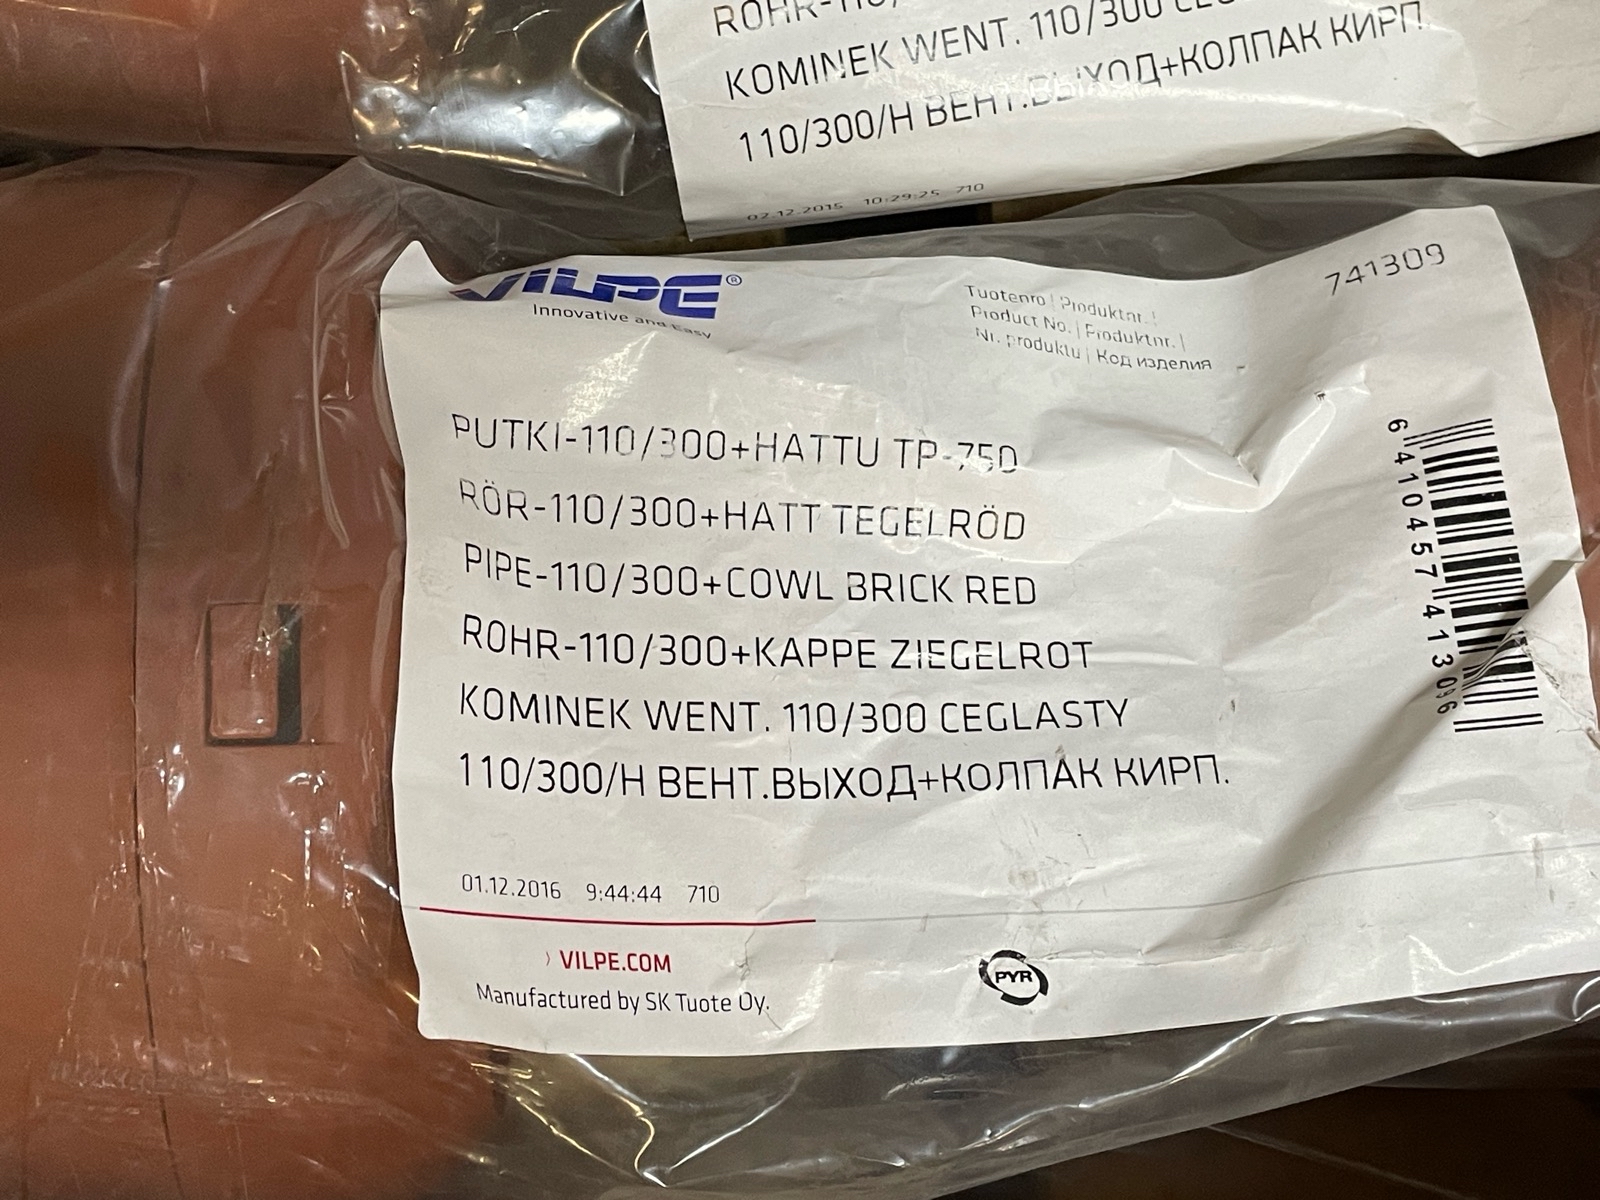 ROHR-110/
KOMINEK WENT. 110/300
110/300/H ВЕНТ.ВЫХОД+КОЛПАК КИРП.
02.12.2015 10:29:25 710
VILPE®
Innovative and Easy
741309
Tuotenro | Produktnr. |
Product No. | Produktnr. |
Nr. produktu | Код изделия
PUTKI-110/300+HATTU TP-750
RÖR-110/300+HATT TEGELRÖD
PIPE-110/300+COWL BRICK RED
ROHR-110/300+KAPPE ZIEGELROT
KOMINEK WENT. 110/300 CEGLASTY
110/300/H ВЕНТ.ВЫХОД+КОЛПАК КИРП.
6 410457 413096
01.12.2016 9:44:44 710
› VILPE.COM
Manufactured by SK Tuote Oy.
PYR